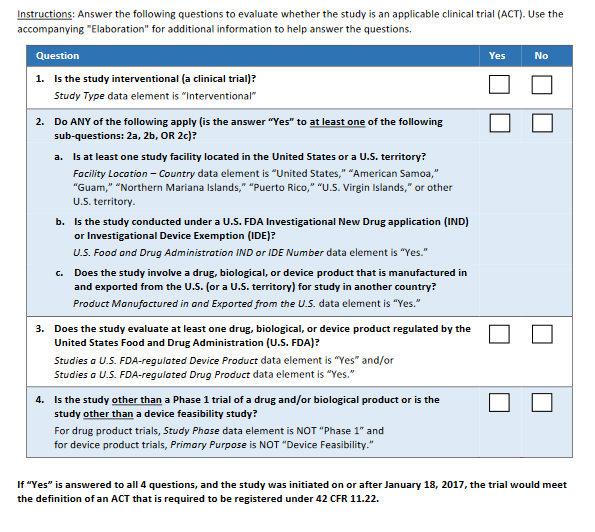 Instructions: Answer the following questions to evaluate whether the study is an applicable clinical trial (ACT). Use the
accompanying "Elaboration" for additional information to help answer the questions.
Question Yes No
1. Is the study interventional (a clinical trial)?
Study Type data element is "Interventional"
2. Do ANY of the following apply (is the answer “Yes” to at least one of the following
sub-questions: 2a, 2b, OR 2c)?
a. Is at least one study facility located in the United States or a U.S. territory?
Facility Location – Country data element is “United States,” “American Samoa,”
“Guam,” “Northern Mariana Islands,” “Puerto Rico,” “U.S. Virgin Islands,” or other
U.S. territory.
b. Is the study conducted under a U.S. FDA Investigational New Drug application (IND)
or Investigational Device Exemption (IDE)?
U.S. Food and Drug Administration IND or IDE Number data element is “Yes.”
c. Does the study involve a drug, biological, or device product that is manufactured in
and exported from the U.S. (or a U.S. territory) for study in another country?
Product Manufactured in and Exported from the U.S. data element is “Yes.”
3. Does the study evaluate at least one drug, biological, or device product regulated by the
United States Food and Drug Administration (U.S. FDA)?
Studies a U.S. FDA-regulated Device Product data element is “Yes” and/or
Studies a U.S. FDA-regulated Drug Product data element is “Yes.”
4. Is the study other than a Phase 1 trial of a drug and/or biological product or is the
study other than a device feasibility study?
For drug product trials, Study Phase data element is NOT “Phase 1” and
for device product trials, Primary Purpose is NOT “Device Feasibility.”
If “Yes” is answered to all 4 questions, and the study was initiated on or after January 18, 2017, the trial would meet
the definition of an ACT that is required to be registered under 42 CFR 11.22.